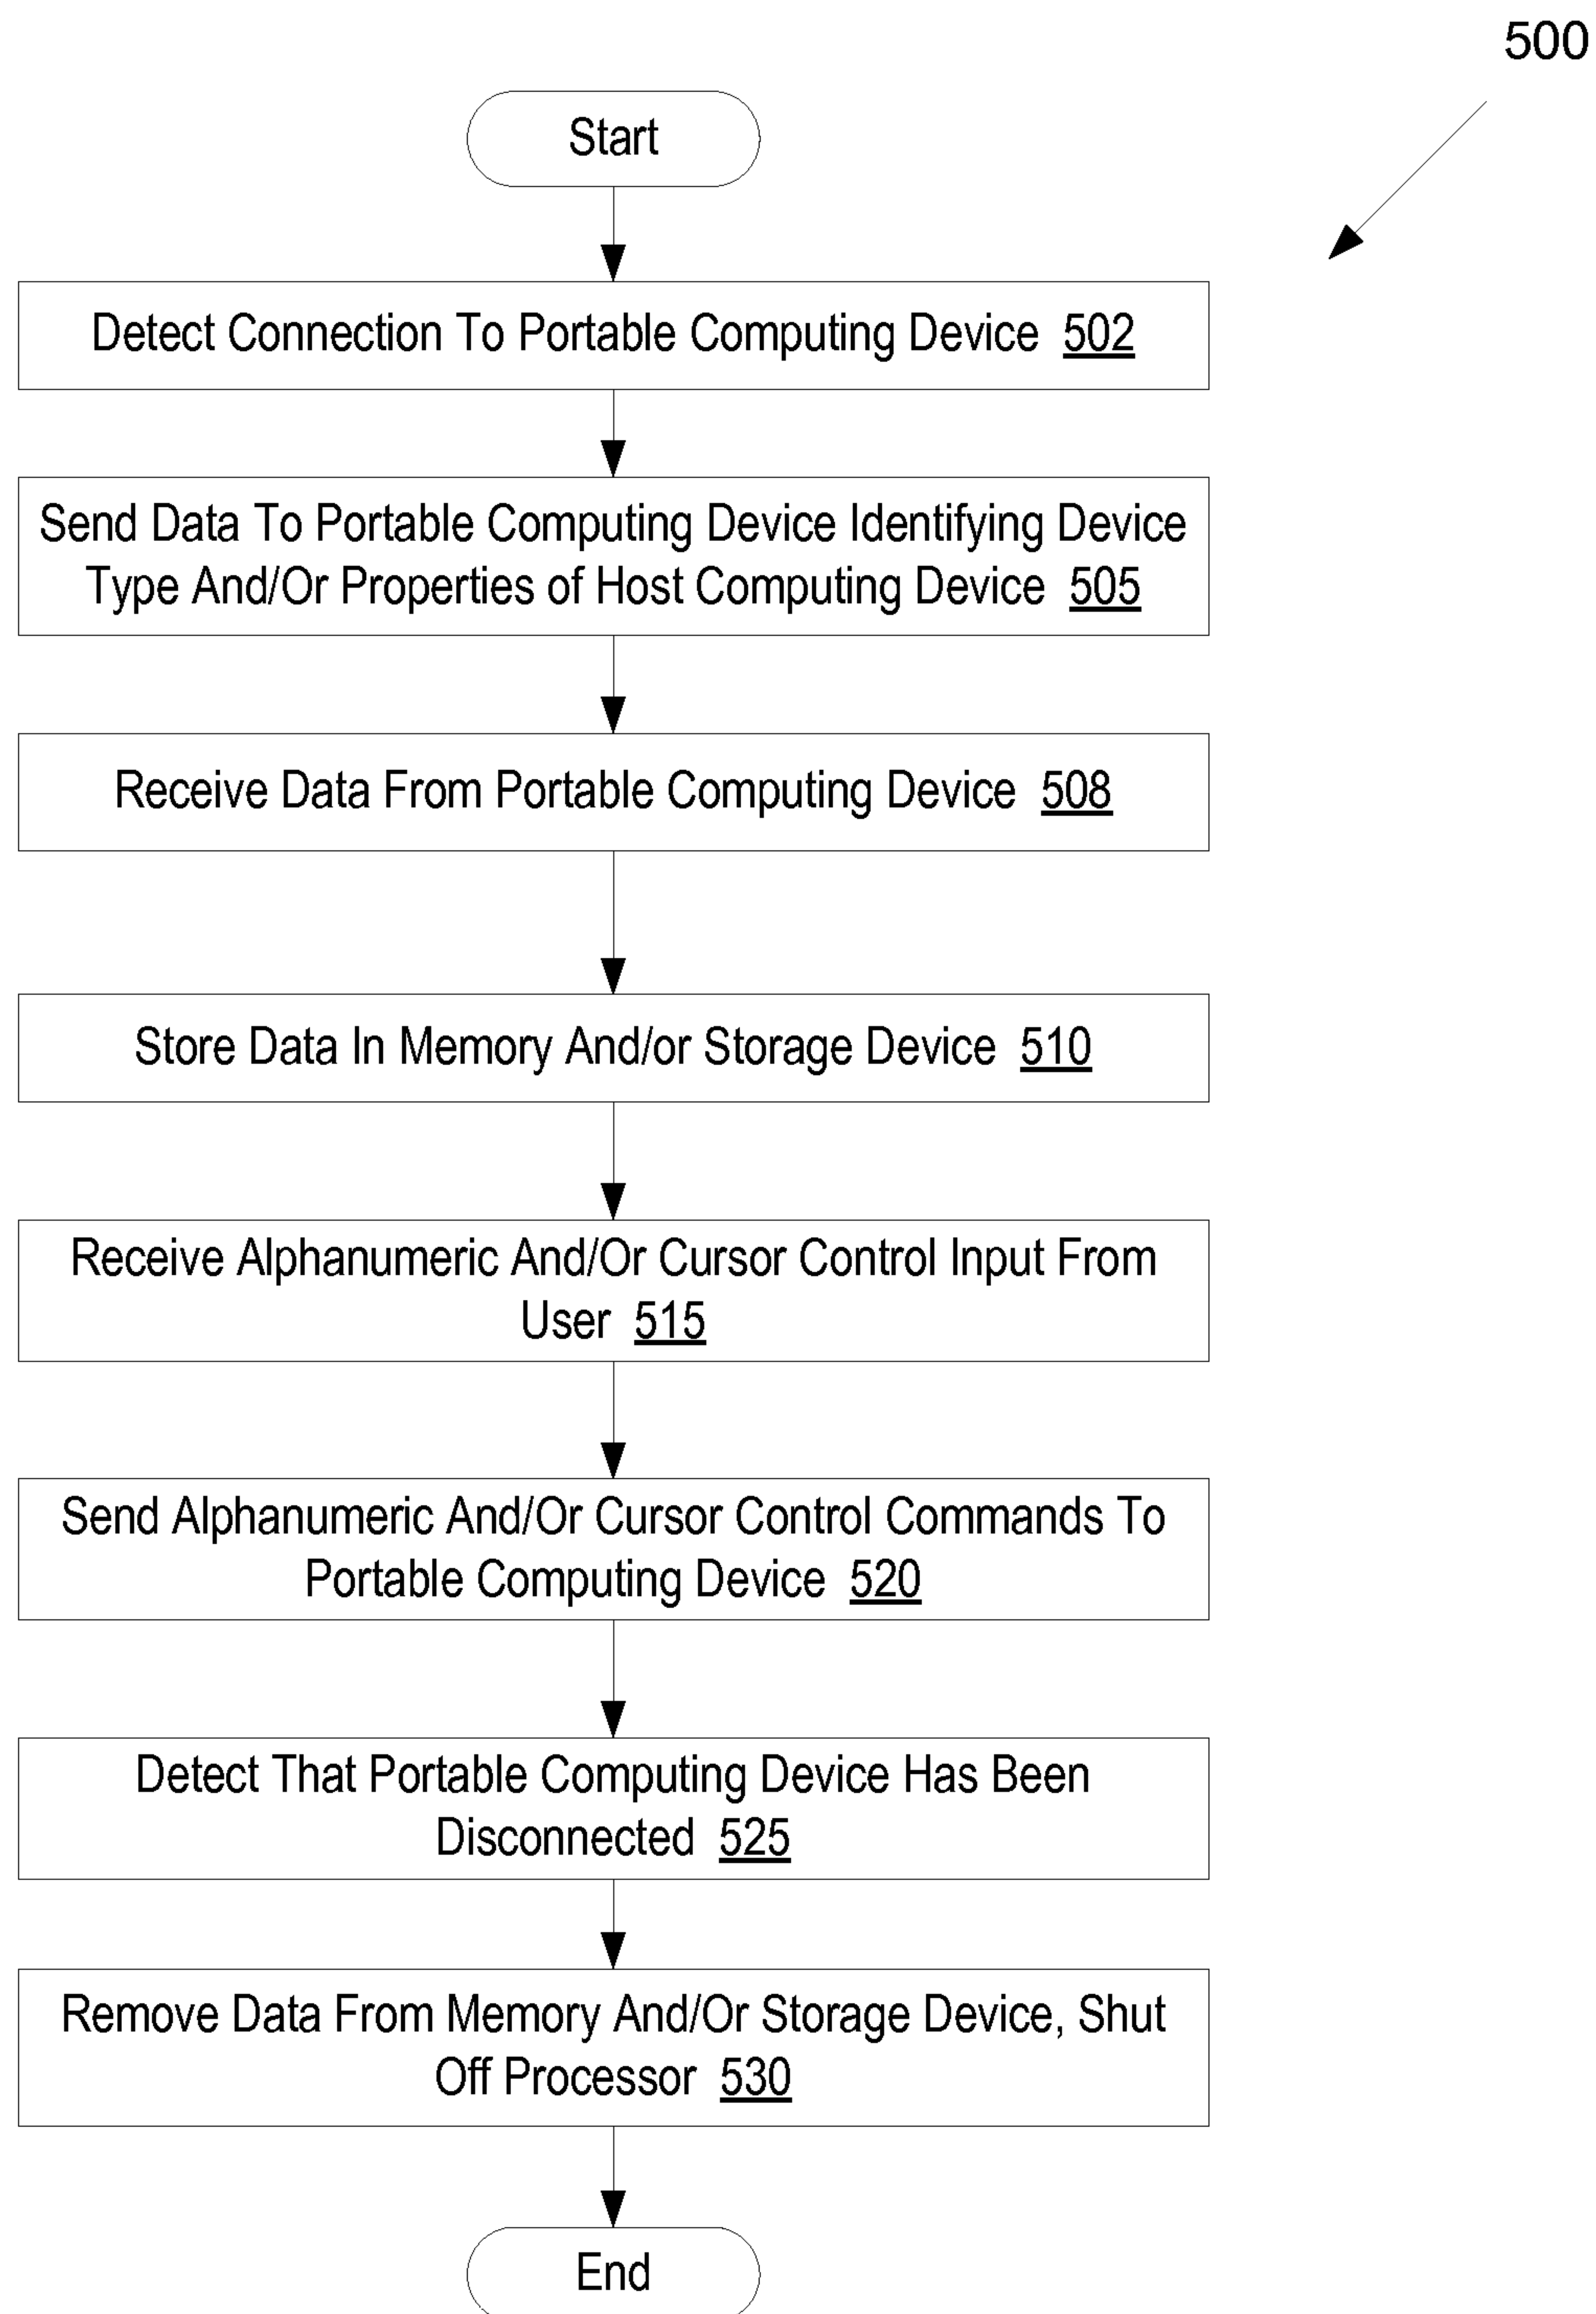 500
Start
Detect Connection To Portable Computing Device 502
Send Data To Portable Computing Device Identifying Device
Type And/Or Properties of Host Computing Device 505
Receive Data From Portable Computing Device 508
Store Data In Memory And/or Storage Device 510
Receive Alphanumeric And/Or Cursor Control Input From
User 515
Send Alphanumeric And/Or Cursor Control Commands To
Portable Computing Device 520
Detect That Portable Computing Device Has Been
Disconnected 525
Remove Data From Memory And/Or Storage Device, Shut
Off Processor 530
End